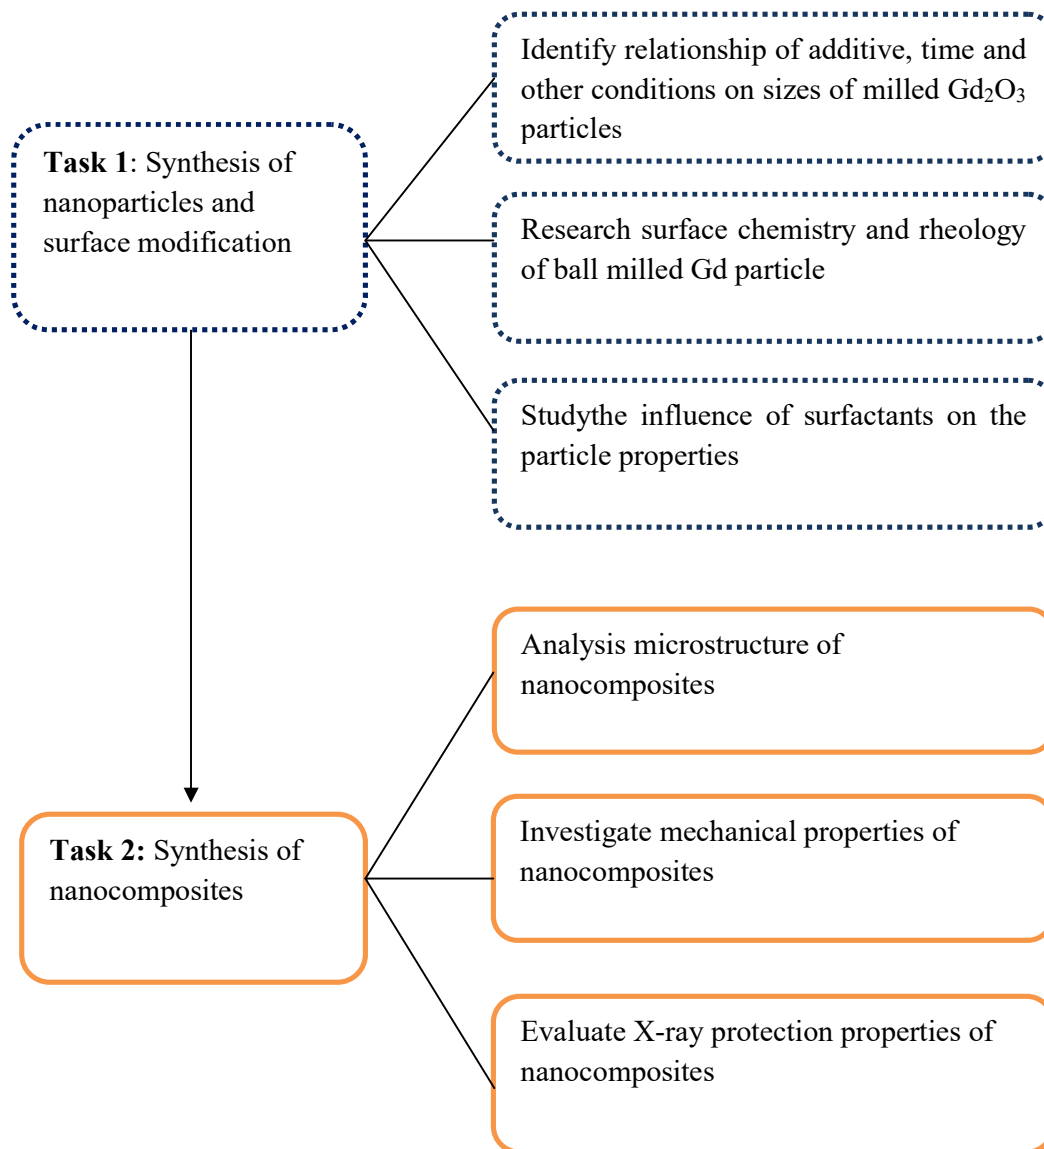 Identify relationship of additive, time and
other conditions on sizes of milled Gd₂O₃
particles
Task 1: Synthesis of
nanoparticles and
surface modification
Research surface chemistry and rheology
of ball milled Gd particle
Studythe influence of surfactants on the
particle properties
Analysis microstructure of
nanocomposites
Task 2: Synthesis of
nanocomposites
Investigate mechanical properties of
nanocomposites
Evaluate X-ray protection properties of
nanocomposites